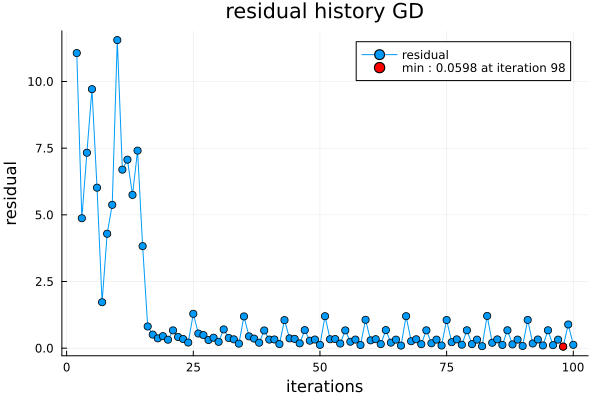 residual history GD
residual
min : 0.0598 at iteration 98
10.0
7.5
5.0
2.5
0.0
residual
0
25
50
75
100
iterations